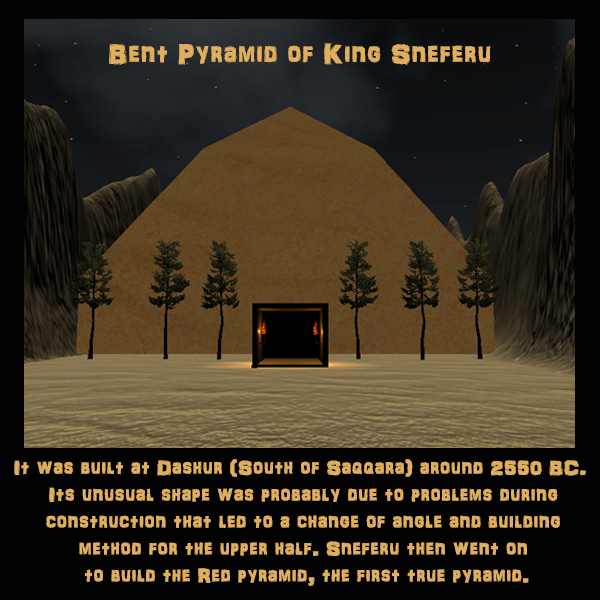 Bent Pyramid of King Sneferu
It was built at Dashur (South of Saqqara) around 2550 BC.
Its unusual shape was probably due to problems during
construction that led to a change of angle and building
method for the upper half. Sneferu then went on
to build the Red pyramid, the first true pyramid.